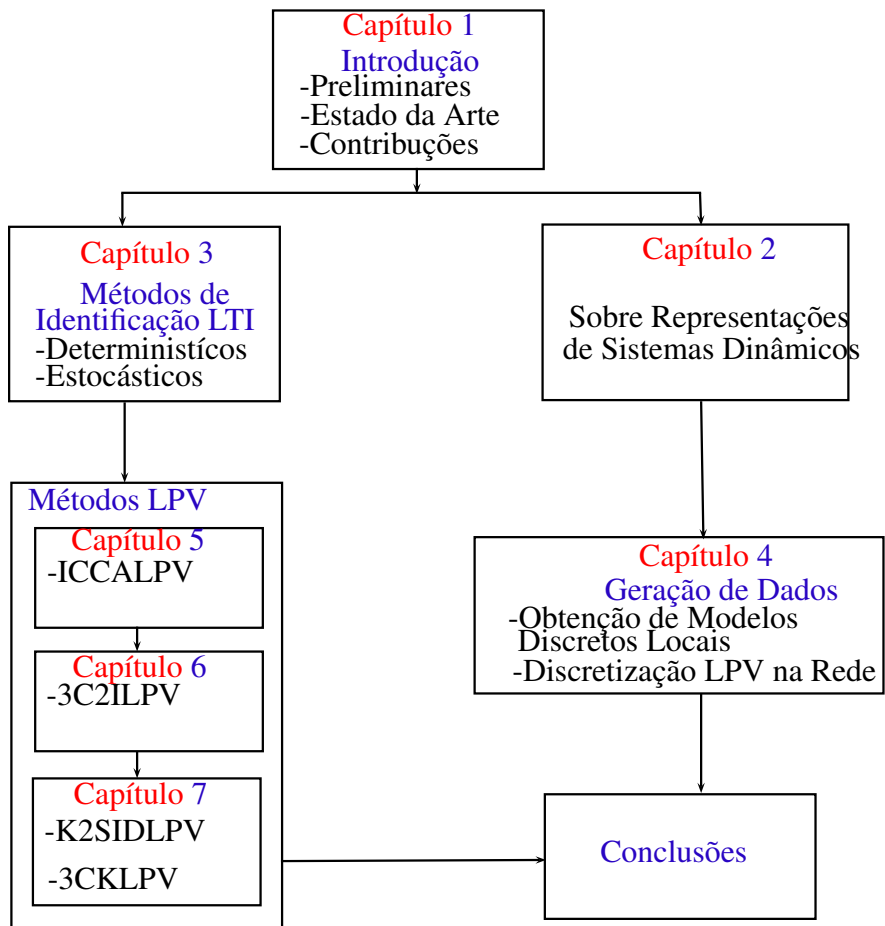 Capítulo 1
Introdução
-Preliminares
-Estado da Arte
-Contribuções
Capítulo 3
Métodos de
Identificação LTI
-Determinístícos
-Estocásticos
Capítulo 2
Sobre Representações
de Sistemas Dinâmicos
Métodos LPV
Capítulo 5
-ICCALPV
Capítulo 6
-3C2ILPV
Capítulo 7
-K2SIDLPV
-3CKLPV
Capítulo 4
Geração de Dados
-Obtenção de Modelos
Discretos Locais
-Discretização LPV na Rede
Conclusões